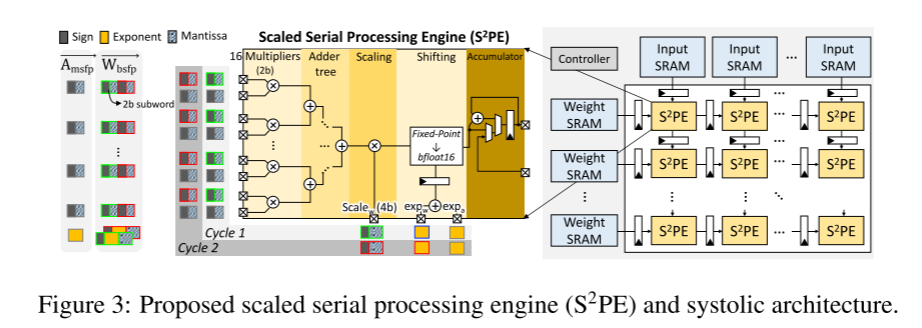 Sign Exponent Mantissa
A_msfp W_bsfp
2b subword
Scaled Serial Processing Engine (S²PE)
16 Multipliers (2b) Adder tree Scaling Shifting Accumulator
Fixed-Point
↓
bfloat16
Scale_w (4b) exp_w exp_a
Cycle 1
Cycle 2
Controller
Input SRAM Input SRAM ... Input SRAM
Weight SRAM S²PE S²PE ... S²PE
Weight SRAM S²PE S²PE ... S²PE
Weight SRAM S²PE S²PE ... S²PE
Figure 3: Proposed scaled serial processing engine (S²PE) and systolic architecture.